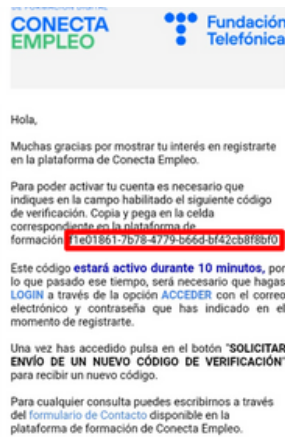 DE FORMACIÓN DIGITAL
CONECTA
EMPLEO
Fundación
Telefónica
Hola,
Muchas gracias por mostrar tu interés en registrarte
en la plataforma de Conecta Empleo.
Para poder activar tu cuenta es necesario que
indiques en la campo habilitado el siguiente código
de verificación. Copia y pega en la celda
correspondiente en la plataforma de
formación f1e01861-7b78-4779-b66d-bf42cb8f8bf0
Este código estará activo durante 10 minutos, por
lo que pasado ese tiempo, será necesario que hagas
LOGIN a través de la opción ACCEDER con el correo
electrónico y contraseña que has indicado en el
momento de registrarte.
Una vez has accedido pulsa en el botón "SOLICITAR
ENVÍO DE UN NUEVO CÓDIGO DE VERIFICACIÓN"
para recibir un nuevo código.
Para cualquier consulta puedes escribirnos a través
del formulario de Contacto disponible en la
plataforma de formación de Conecta Empleo.